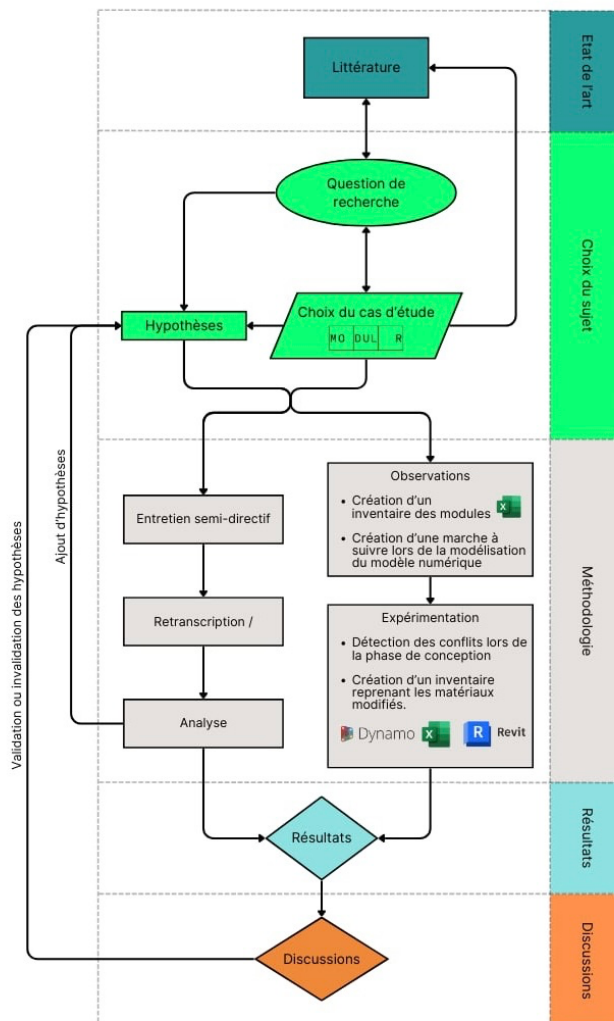 Littérature
Etat de l'art
Question de
recherche
Choix du sujet
Choix du cas d'étude
MO DUL R
Hypothèses
Validation ou invalidation des hypothèses
Ajout d'hypothèses
Entretien semi-directif
Retranscription /
Analyse
Observations
• Création d'un
inventaire des modules
• Création d'une marche à
suivre lors de la modélisation
du modèle numérique
Expérimentation
• Détection des conflits lors de
la phase de conception
• Création d'un inventaire
reprenant les matériaux
modifiés.
Dynamo X R Revit
Méthodologie
Résultats
Résultats
Discussions
Discussions